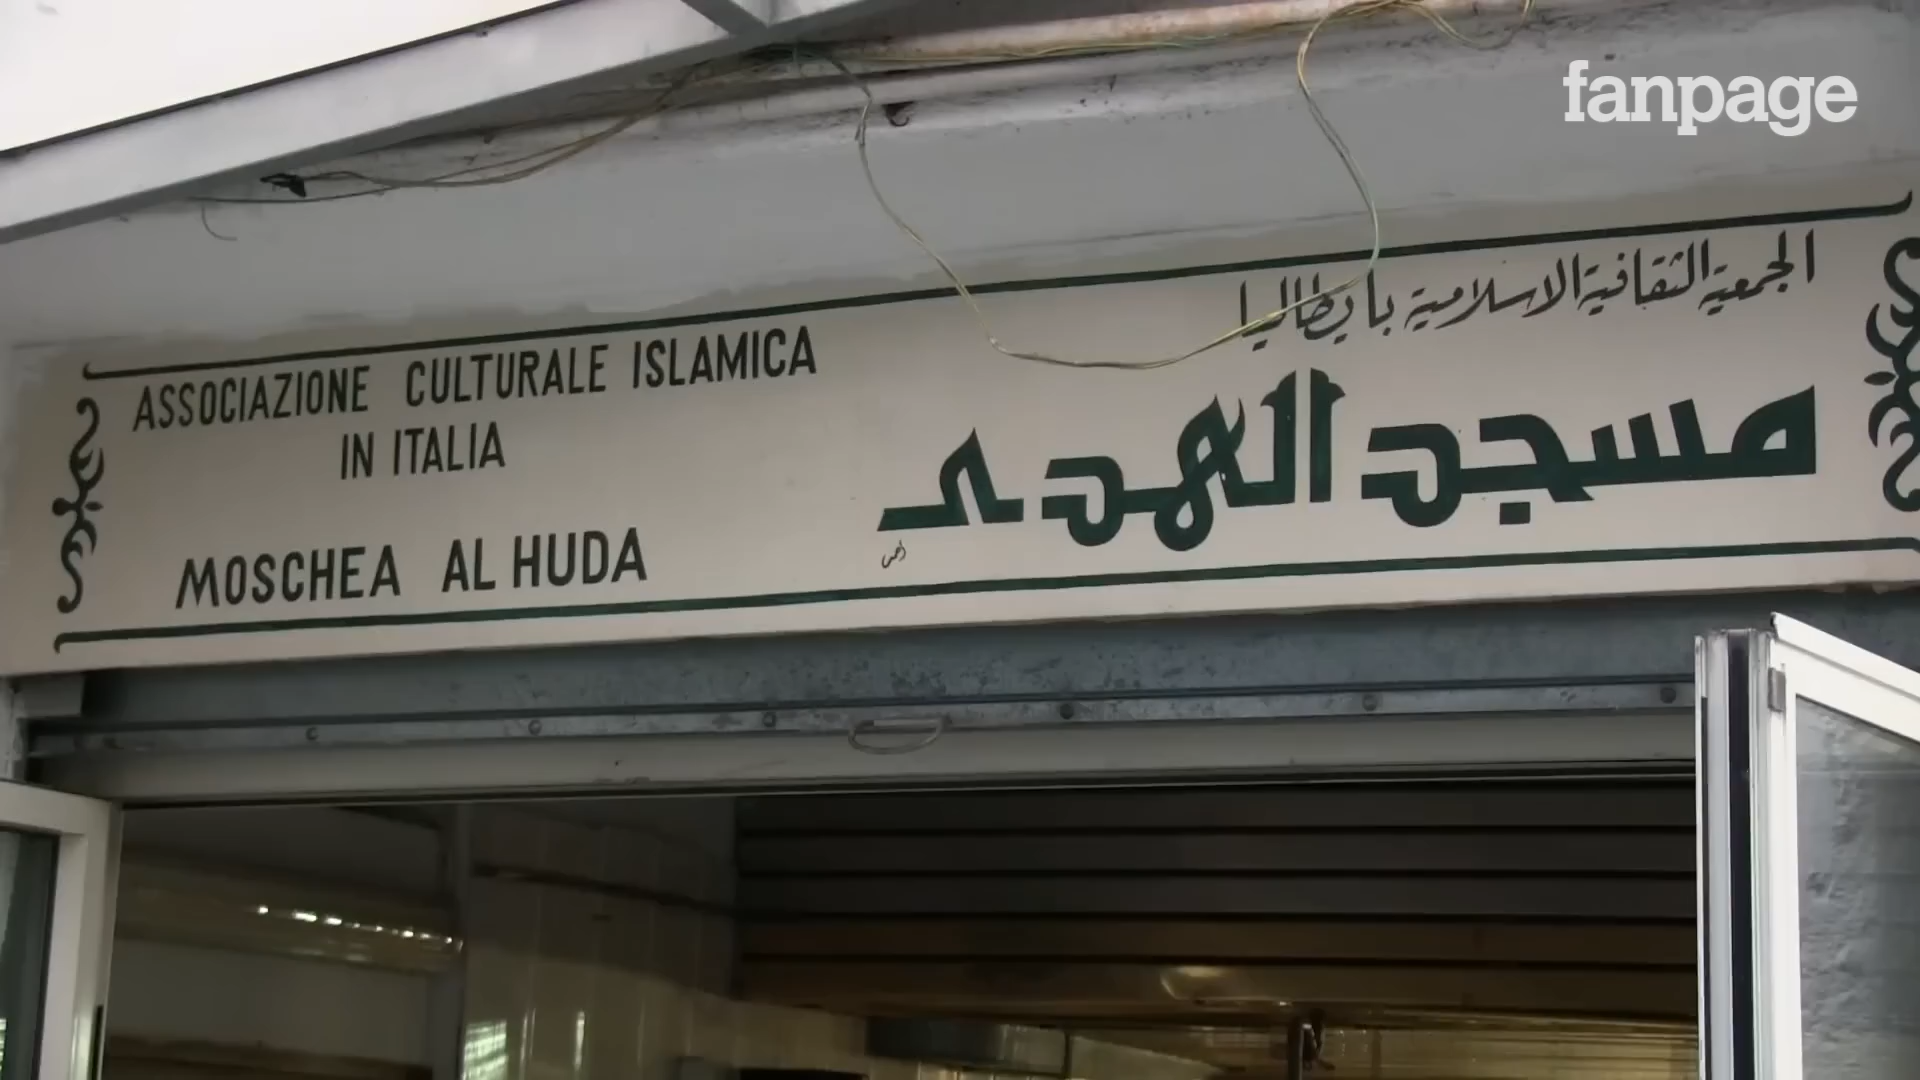 fanpage
ASSOCIAZIONE CULTURALE ISLAMICA
IN ITALIA
MOSCHEA AL HUDA
الجمعية الثقافية الاسلامية بايطاليا
مسجد الهدى